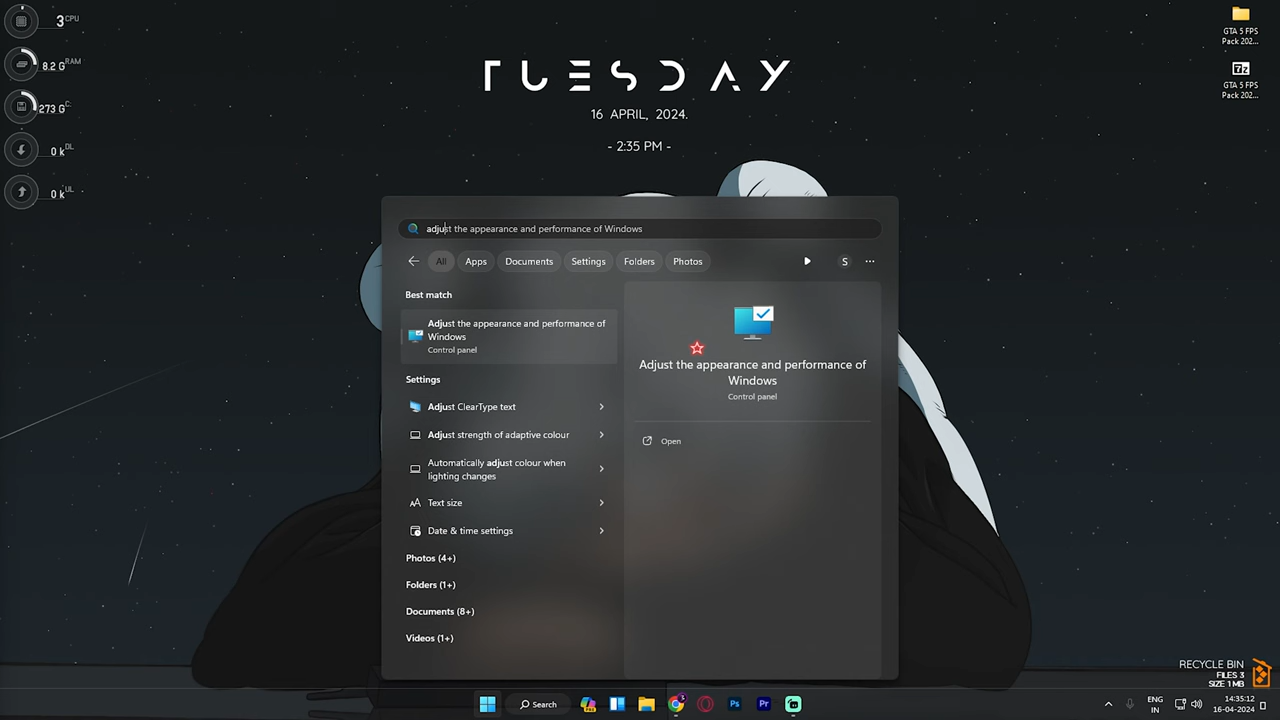 3 CPU
8.2 G RAM
273 G C:
0 k DL
0 k UL
TUESDAY
16 APRIL, 2024.
- 2:35 PM -
GTA 5 FPS
Pack 202...
7z
GTA 5 FPS
Pack 202...
adjust the appearance and performance of Windows
All Apps Documents Settings Folders Photos S ...
Best match
Adjust the appearance and performance of
Windows
Control panel
Settings
Adjust ClearType text
Adjust strength of adaptive colour
Automatically adjust colour when
lighting changes
AA Text size
Date & time settings
Photos (4+)
Folders (1+)
Documents (8+)
Videos (1+)
Adjust the appearance and performance of
Windows
Control panel
Open
RECYCLE BIN
FILES 3
SIZE 1 MB
Search
Ps
Pr
ENG
IN
14:35:12
16-04-2024